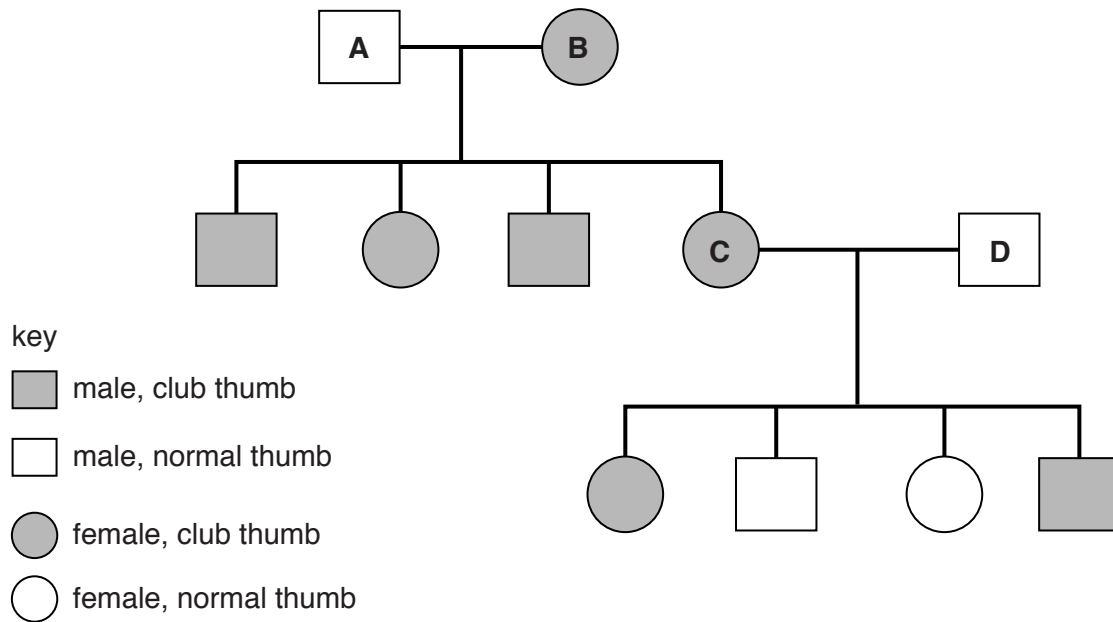 A
B
C
D
key
male, club thumb
male, normal thumb
female, club thumb
female, normal thumb